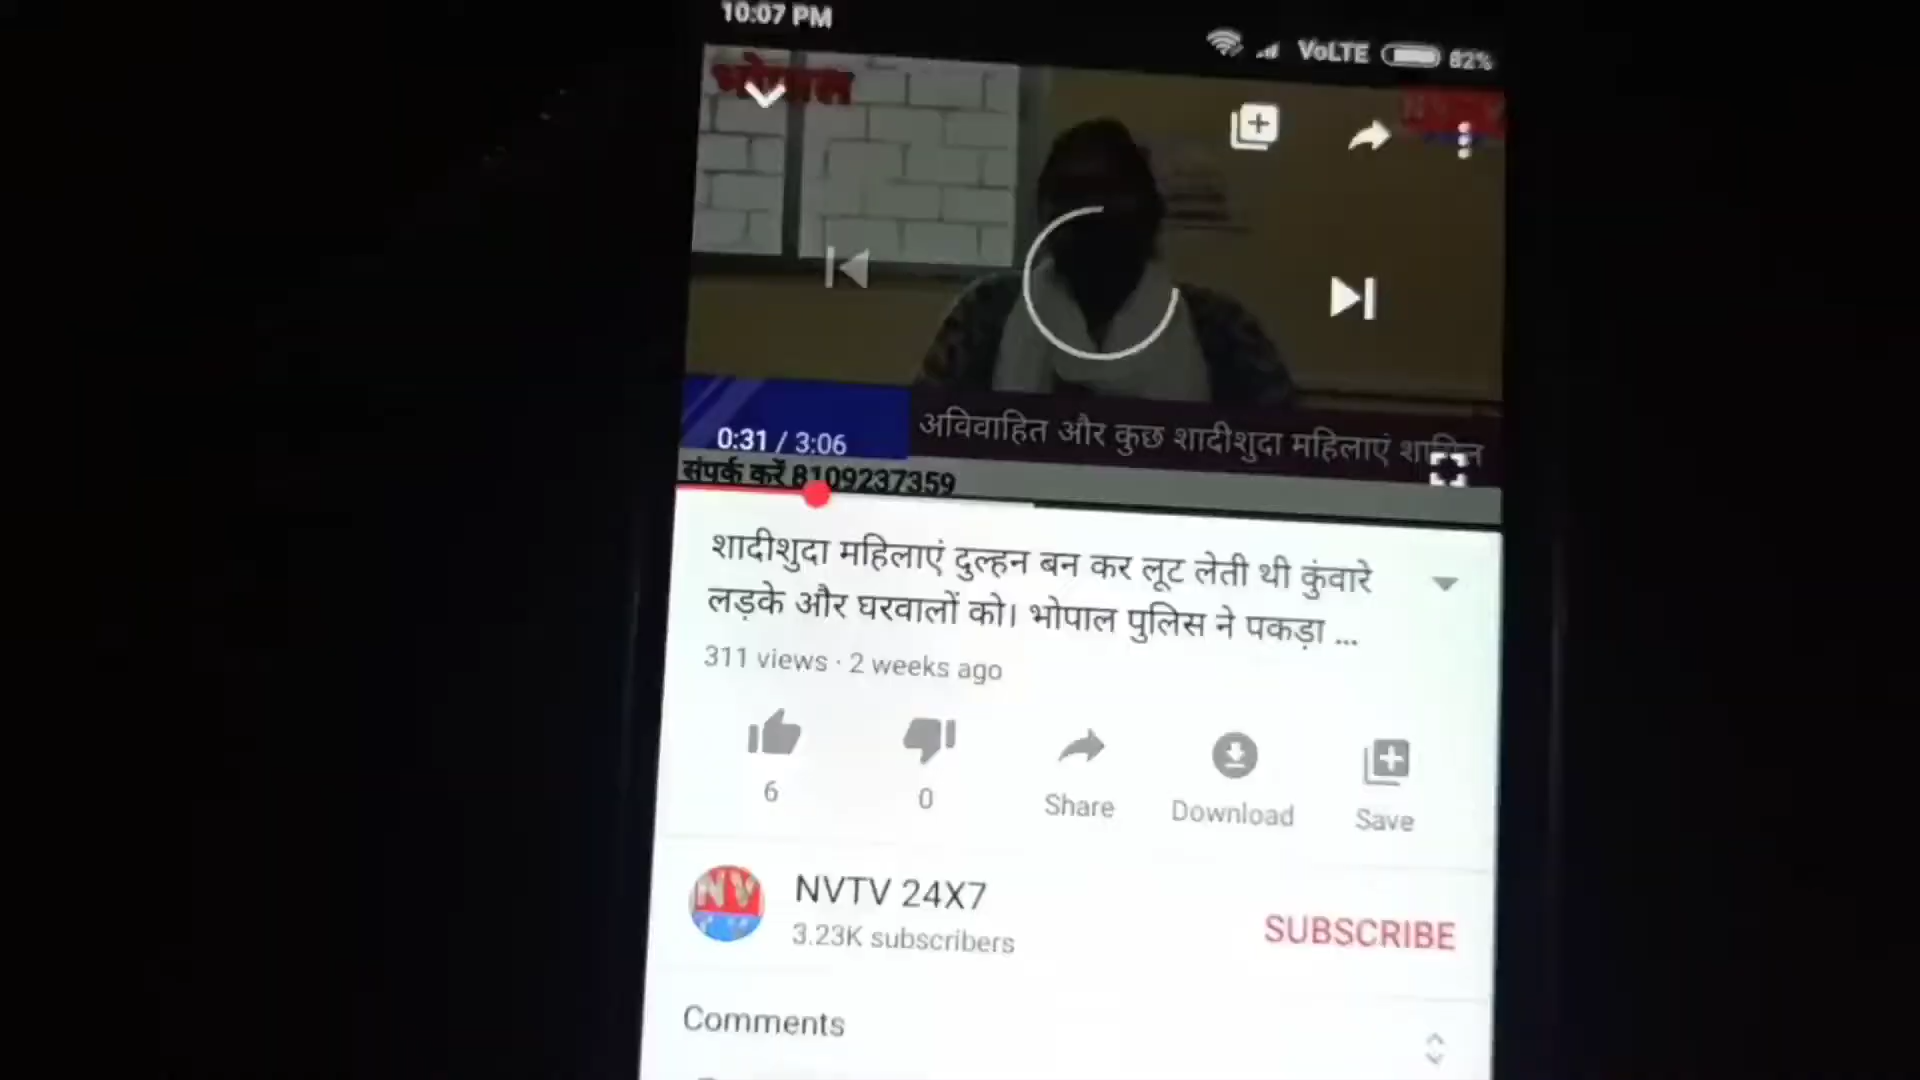 10:07 PM
VoLTE 82%
भोपाल
अविवाहित और कुछ शादीशुदा महिलाएं शामिल
0:31 / 3:06
संपर्क करें 8109237359
शादीशुदा महिलाएं दुल्हन बन कर लूट लेती थी कुंवारे
लड़के और घरवालों को। भोपाल पुलिस ने पकड़ा ...
311 views · 2 weeks ago
6
0
Share
Download
Save
NV
NVTV 24X7
3.23K subscribers
SUBSCRIBE
Comments